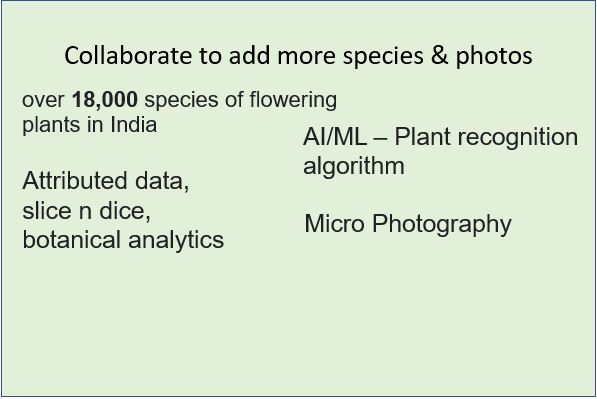 Collaborate to add more species & photos
over 18,000 species of flowering
plants in India
AI/ML – Plant recognition
algorithm
Attributed data,
slice n dice,
botanical analytics
Micro Photography